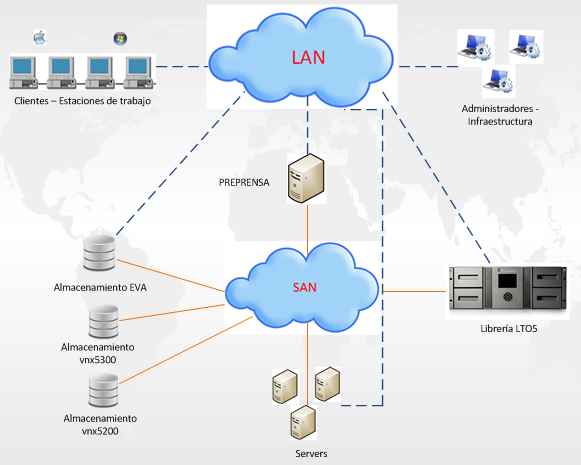 LAN
Clientes – Estaciones de trabajo
Administradores -
Infraestructura
PREPRENSA
Almacenamiento EVA
SAN
Librería LTO5
Almacenamiento
vnx5300
Almacenamiento
vnx5200
Servers